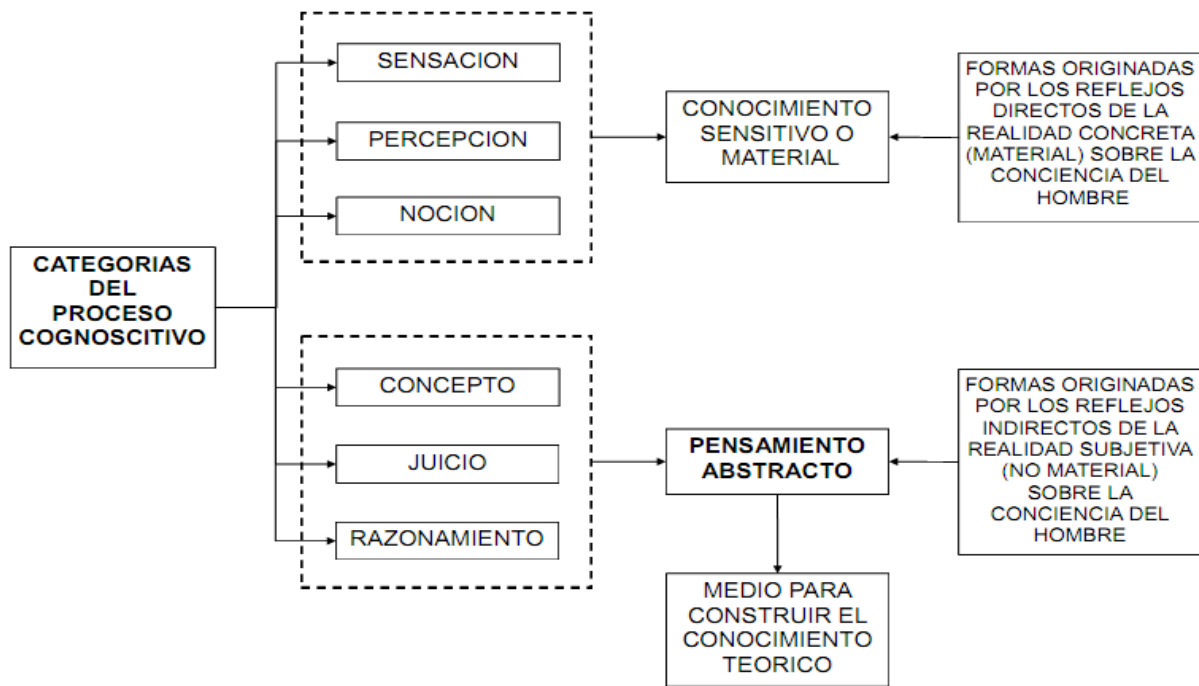 CATEGORIAS
DEL
PROCESO
COGNOSCITIVO
SENSACION
PERCEPCION
NOCION
CONOCIMIENTO
SENSITIVO O
MATERIAL
FORMAS ORIGINADAS
POR LOS REFLEJOS
DIRECTOS DE LA
REALIDAD CONCRETA
(MATERIAL) SOBRE LA
CONCIENCIA DEL
HOMBRE
CONCEPTO
JUICIO
RAZONAMIENTO
PENSAMIENTO
ABSTRACTO
FORMAS ORIGINADAS
POR LOS REFLEJOS
INDIRECTOS DE LA
REALIDAD SUBJETIVA
(NO MATERIAL)
SOBRE LA
CONCIENCIA DEL
HOMBRE
MEDIO PARA
CONSTRUIR EL
CONOCIMIENTO
TEORICO